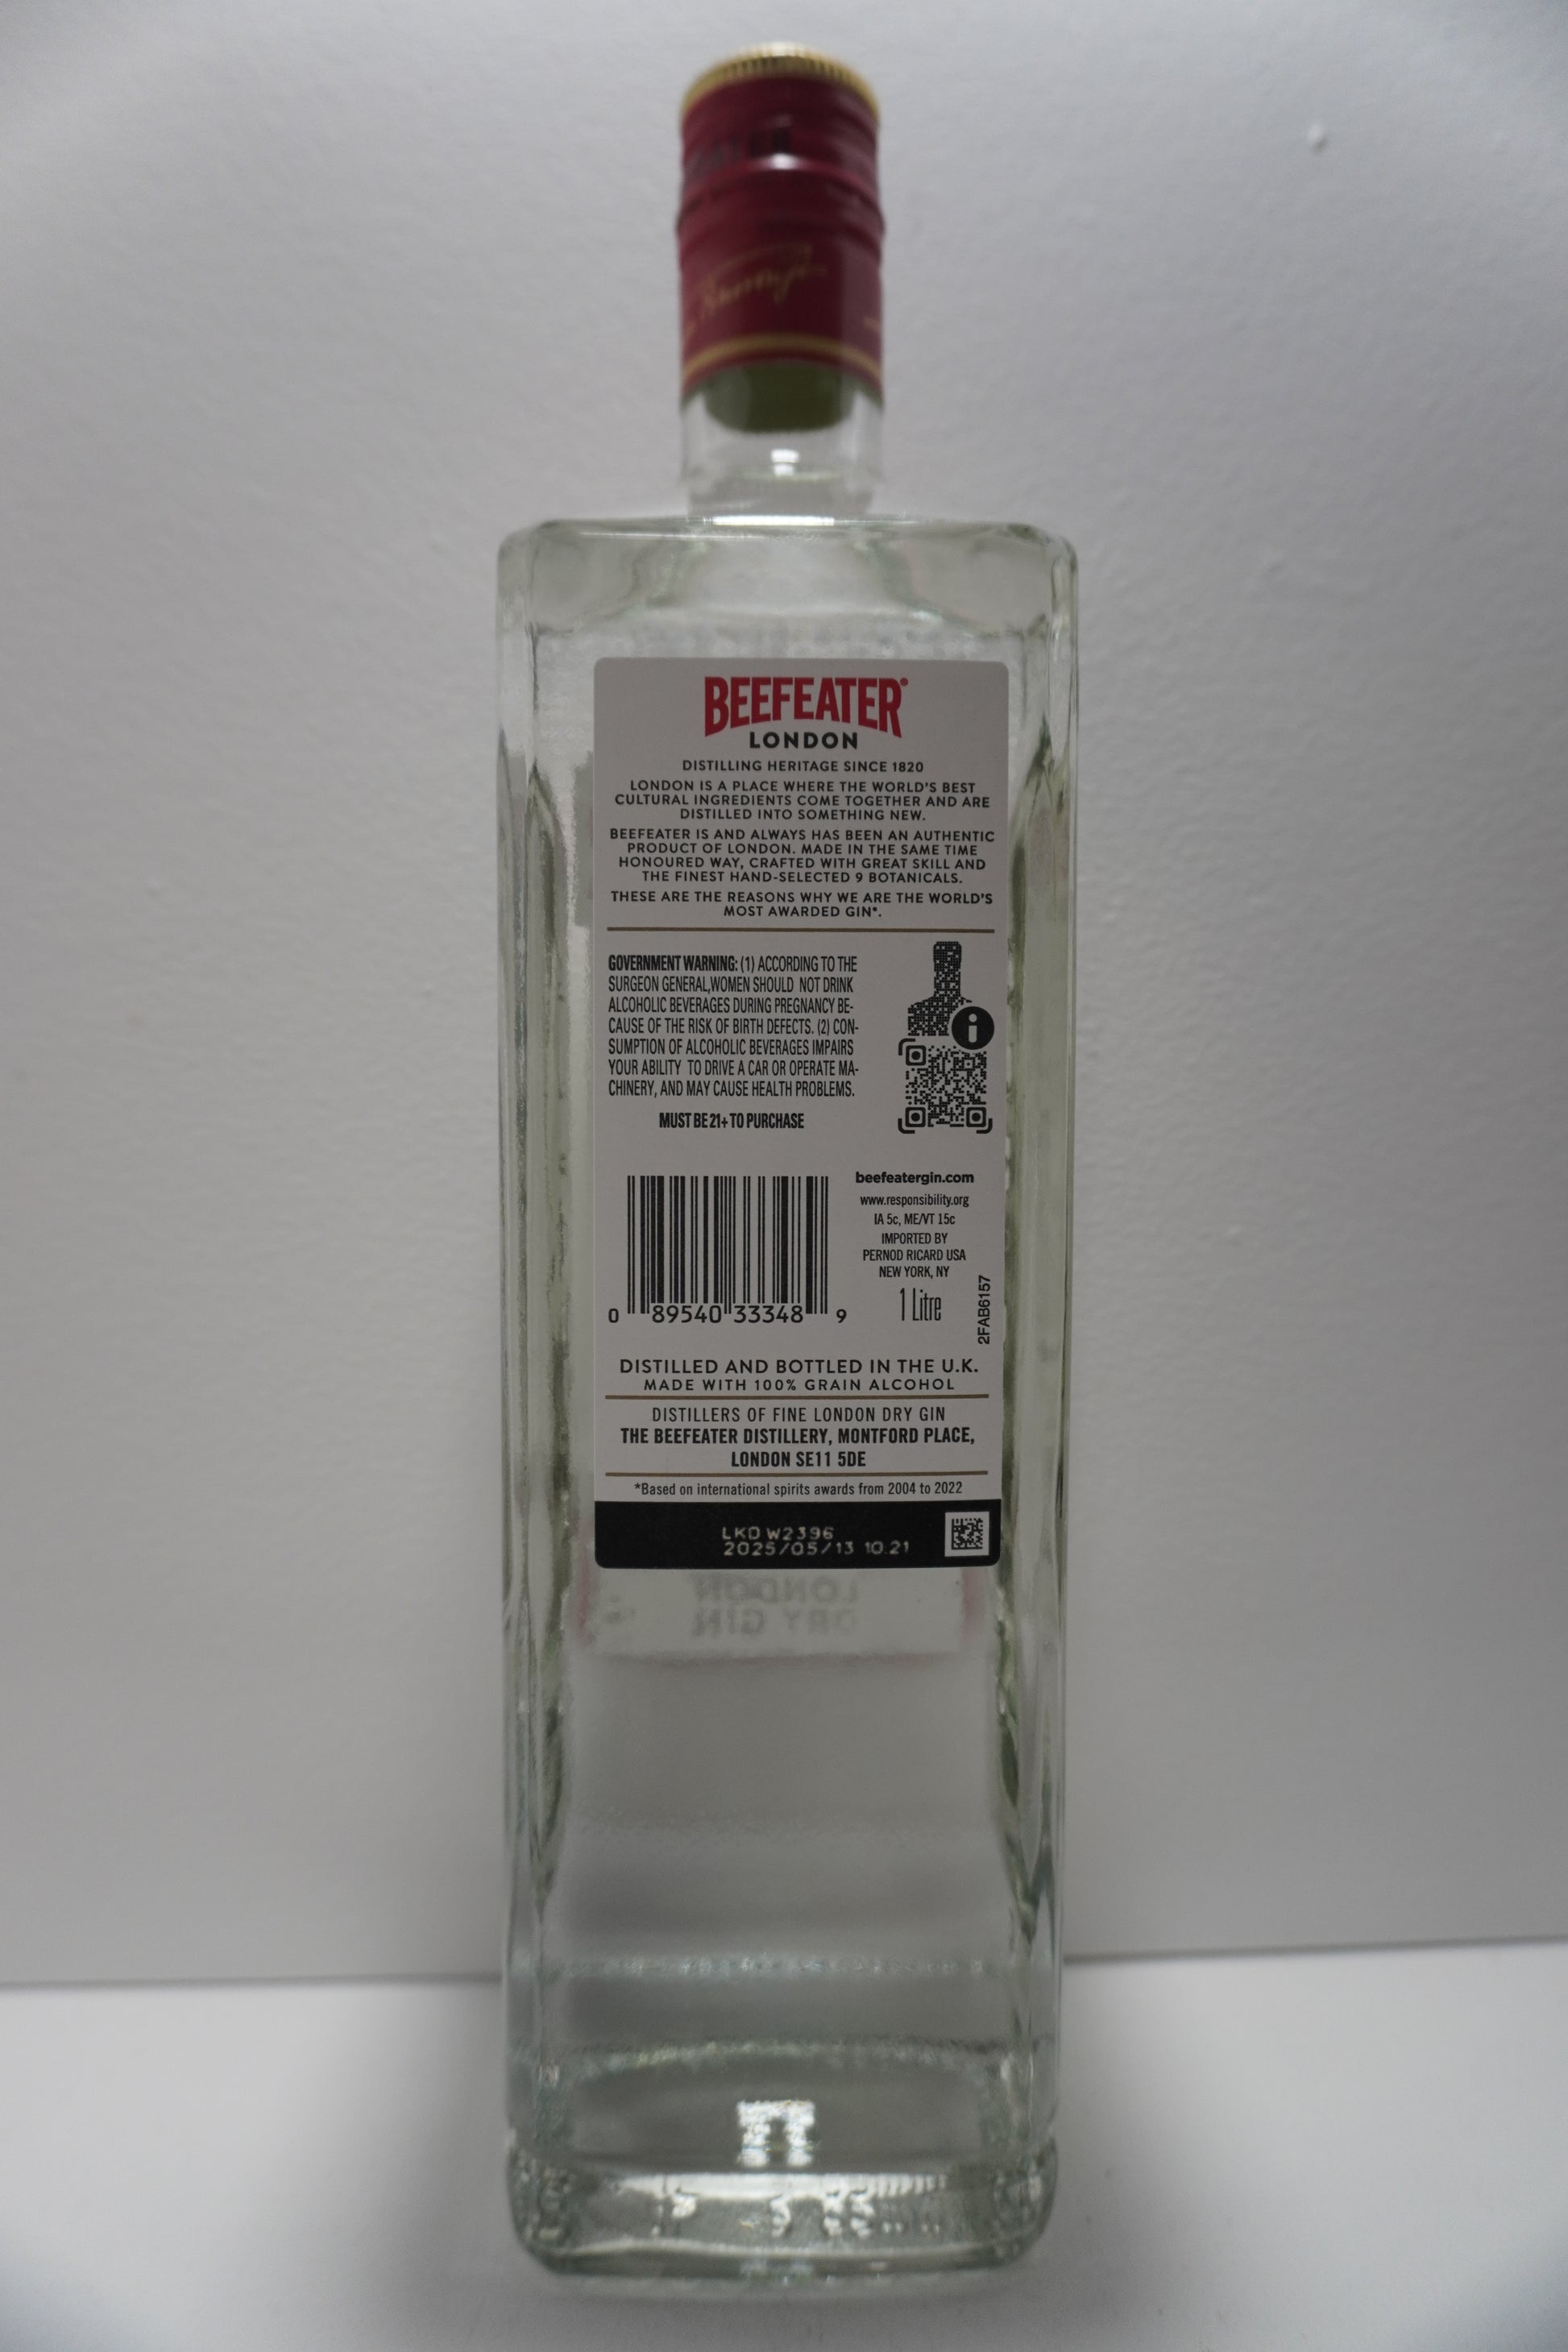 BEEFEATER®
LONDON
DISTILLING HERITAGE SINCE 1820
LONDON IS A PLACE WHERE THE WORLD'S BEST
CULTURAL INGREDIENTS COME TOGETHER AND ARE
DISTILLED INTO SOMETHING NEW.
BEEFEATER IS AND ALWAYS HAS BEEN AN AUTHENTIC
PRODUCT OF LONDON. MADE IN THE SAME TIME
HONOURED WAY, CRAFTED WITH GREAT SKILL AND
THE FINEST HAND-SELECTED 9 BOTANICALS.
THESE ARE THE REASONS WHY WE ARE THE WORLD'S
MOST AWARDED GIN*.
GOVERNMENT WARNING: (1) ACCORDING TO THE
SURGEON GENERAL,WOMEN SHOULD NOT DRINK
ALCOHOLIC BEVERAGES DURING PREGNANCY BE-
CAUSE OF THE RISK OF BIRTH DEFECTS. (2) CON-
SUMPTION OF ALCOHOLIC BEVERAGES IMPAIRS
YOUR ABILITY TO DRIVE A CAR OR OPERATE MA-
CHINERY, AND MAY CAUSE HEALTH PROBLEMS.
MUST BE 21+ TO PURCHASE
i
0 89540 33348 9
beefeatergin.com
www.responsibility.org
IA 5c, ME/VT 15c
IMPORTED BY
PERNOD RICARD USA
NEW YORK, NY
1 Litre
2FAB6157
DISTILLED AND BOTTLED IN THE U.K.
MADE WITH 100% GRAIN ALCOHOL
DISTILLERS OF FINE LONDON DRY GIN
THE BEEFEATER DISTILLERY, MONTFORD PLACE,
LONDON SE11 5DE
*Based on international spirits awards from 2004 to 2022
LKD W2396
2025/05/13 10:21
LONDON
DRY GIN